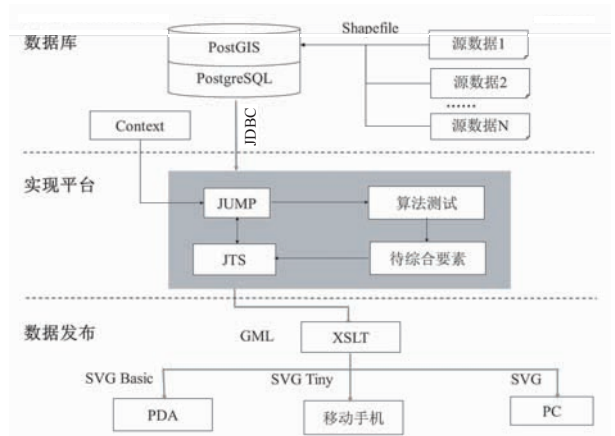 Shapefile
数据库
PostGIS
源数据1
PostgreSQL
源数据2
......
Context
JDBC
源数据N
实现平台
JUMP
算法测试
JTS
待综合要素
数据发布
GML
XSLT
SVG Basic
SVG Tiny
SVG
PDA
移动手机
PC